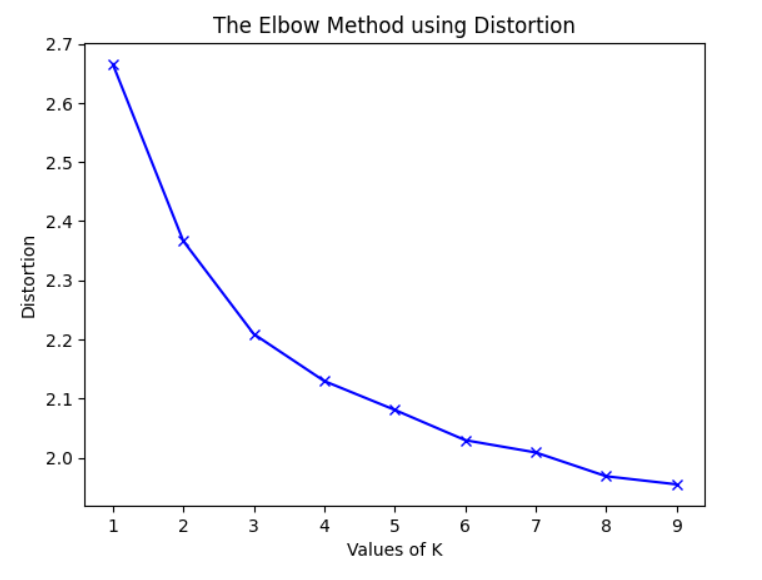 The Elbow Method using Distortion
2.7
2.6
2.5
2.4
2.3
2.2
2.1
2.0
Distortion
1 2 3 4 5 6 7 8 9
Values of K